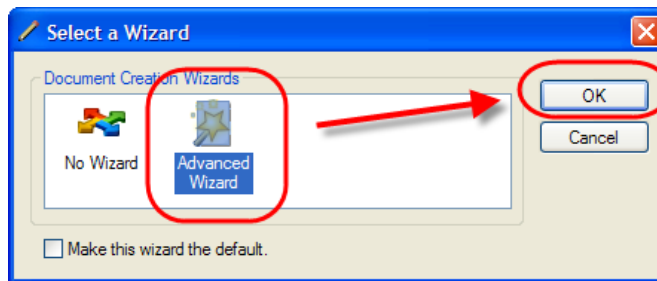 Select a Wizard
Document Creation Wizards
No Wizard
Advanced
Wizard
OK
Cancel
Make this wizard the default.